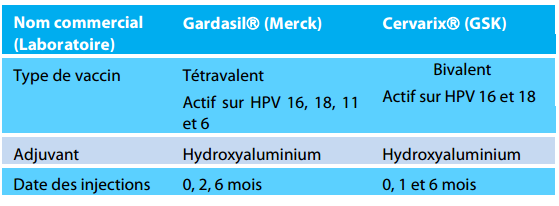 Nom commercial Gardasil® (Merck) Cervarix® (GSK)
(Laboratoire)
Type de vaccin Tétravalent Bivalent
Actif sur HPV 16, 18, 11 Actif sur HPV 16 et 18
et 6
Adjuvant Hydroxyaluminium Hydroxyaluminium
Date des injections 0, 2, 6 mois 0, 1 et 6 mois